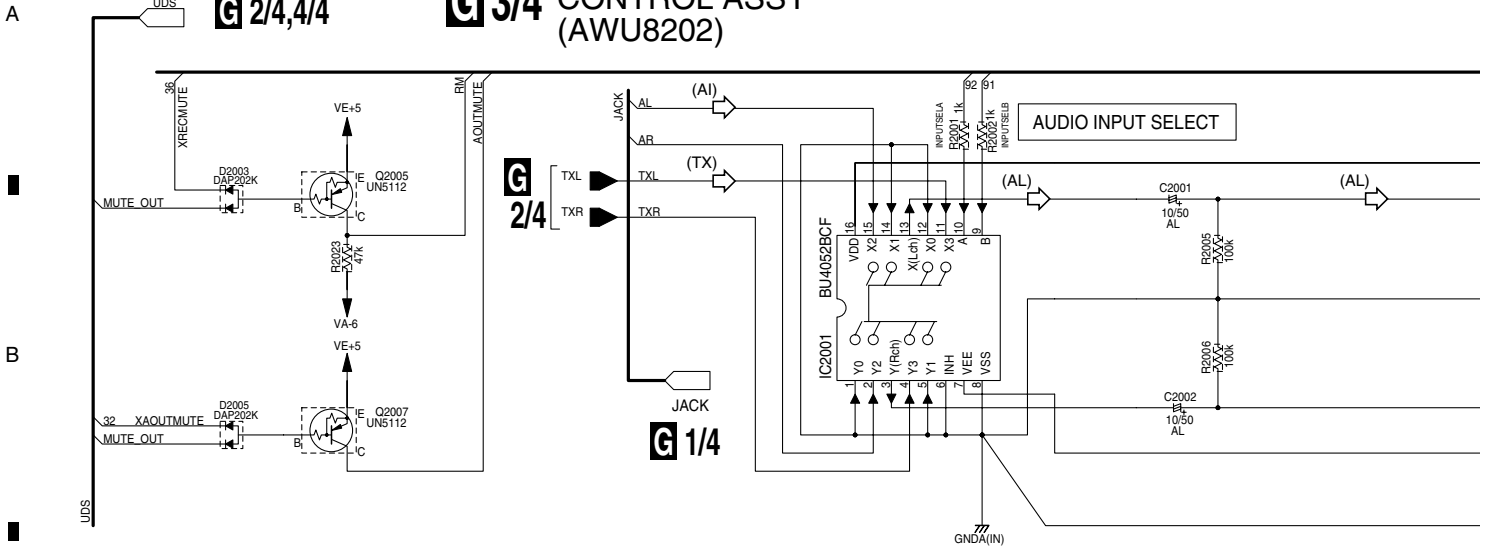 A
UDS
G 2/4,4/4
G 3/4 CONTROL ASSY
(AWU8202)
36
XRECMUTE
VE+5
RM
AOUTMUTE
JACK
AL
(AI)
AR
(TX)
92 91
INPUTSELA
R2001 1k
R2002 1k
INPUTSELB
AUDIO INPUT SELECT
D2003
DAP202K
Q2005
UN5112
E
B
C
MUTE_OUT
G
2/4
TXL
TXL
TXR
TXR
(AL)
C2001
10/50
AL
(AL)
R2023
47k
VA-6
16 15 14 13 12 11 10 9
VDD X2 X1 X(Lch) X0 X3 A B
BU4052BCF
IC2001
R2005
100k
B
VE+5
Y0 Y2 Y(Rch) Y3 Y1 INH VEE VSS
1 2 3 4 5 6 7 8
R2006
100k
D2005
DAP202K
Q2007
UN5112
E
B
C
32 XAOUTMUTE
MUTE_OUT
JACK
G 1/4
C2002
10/50
AL
UDS
GNDA(IN)